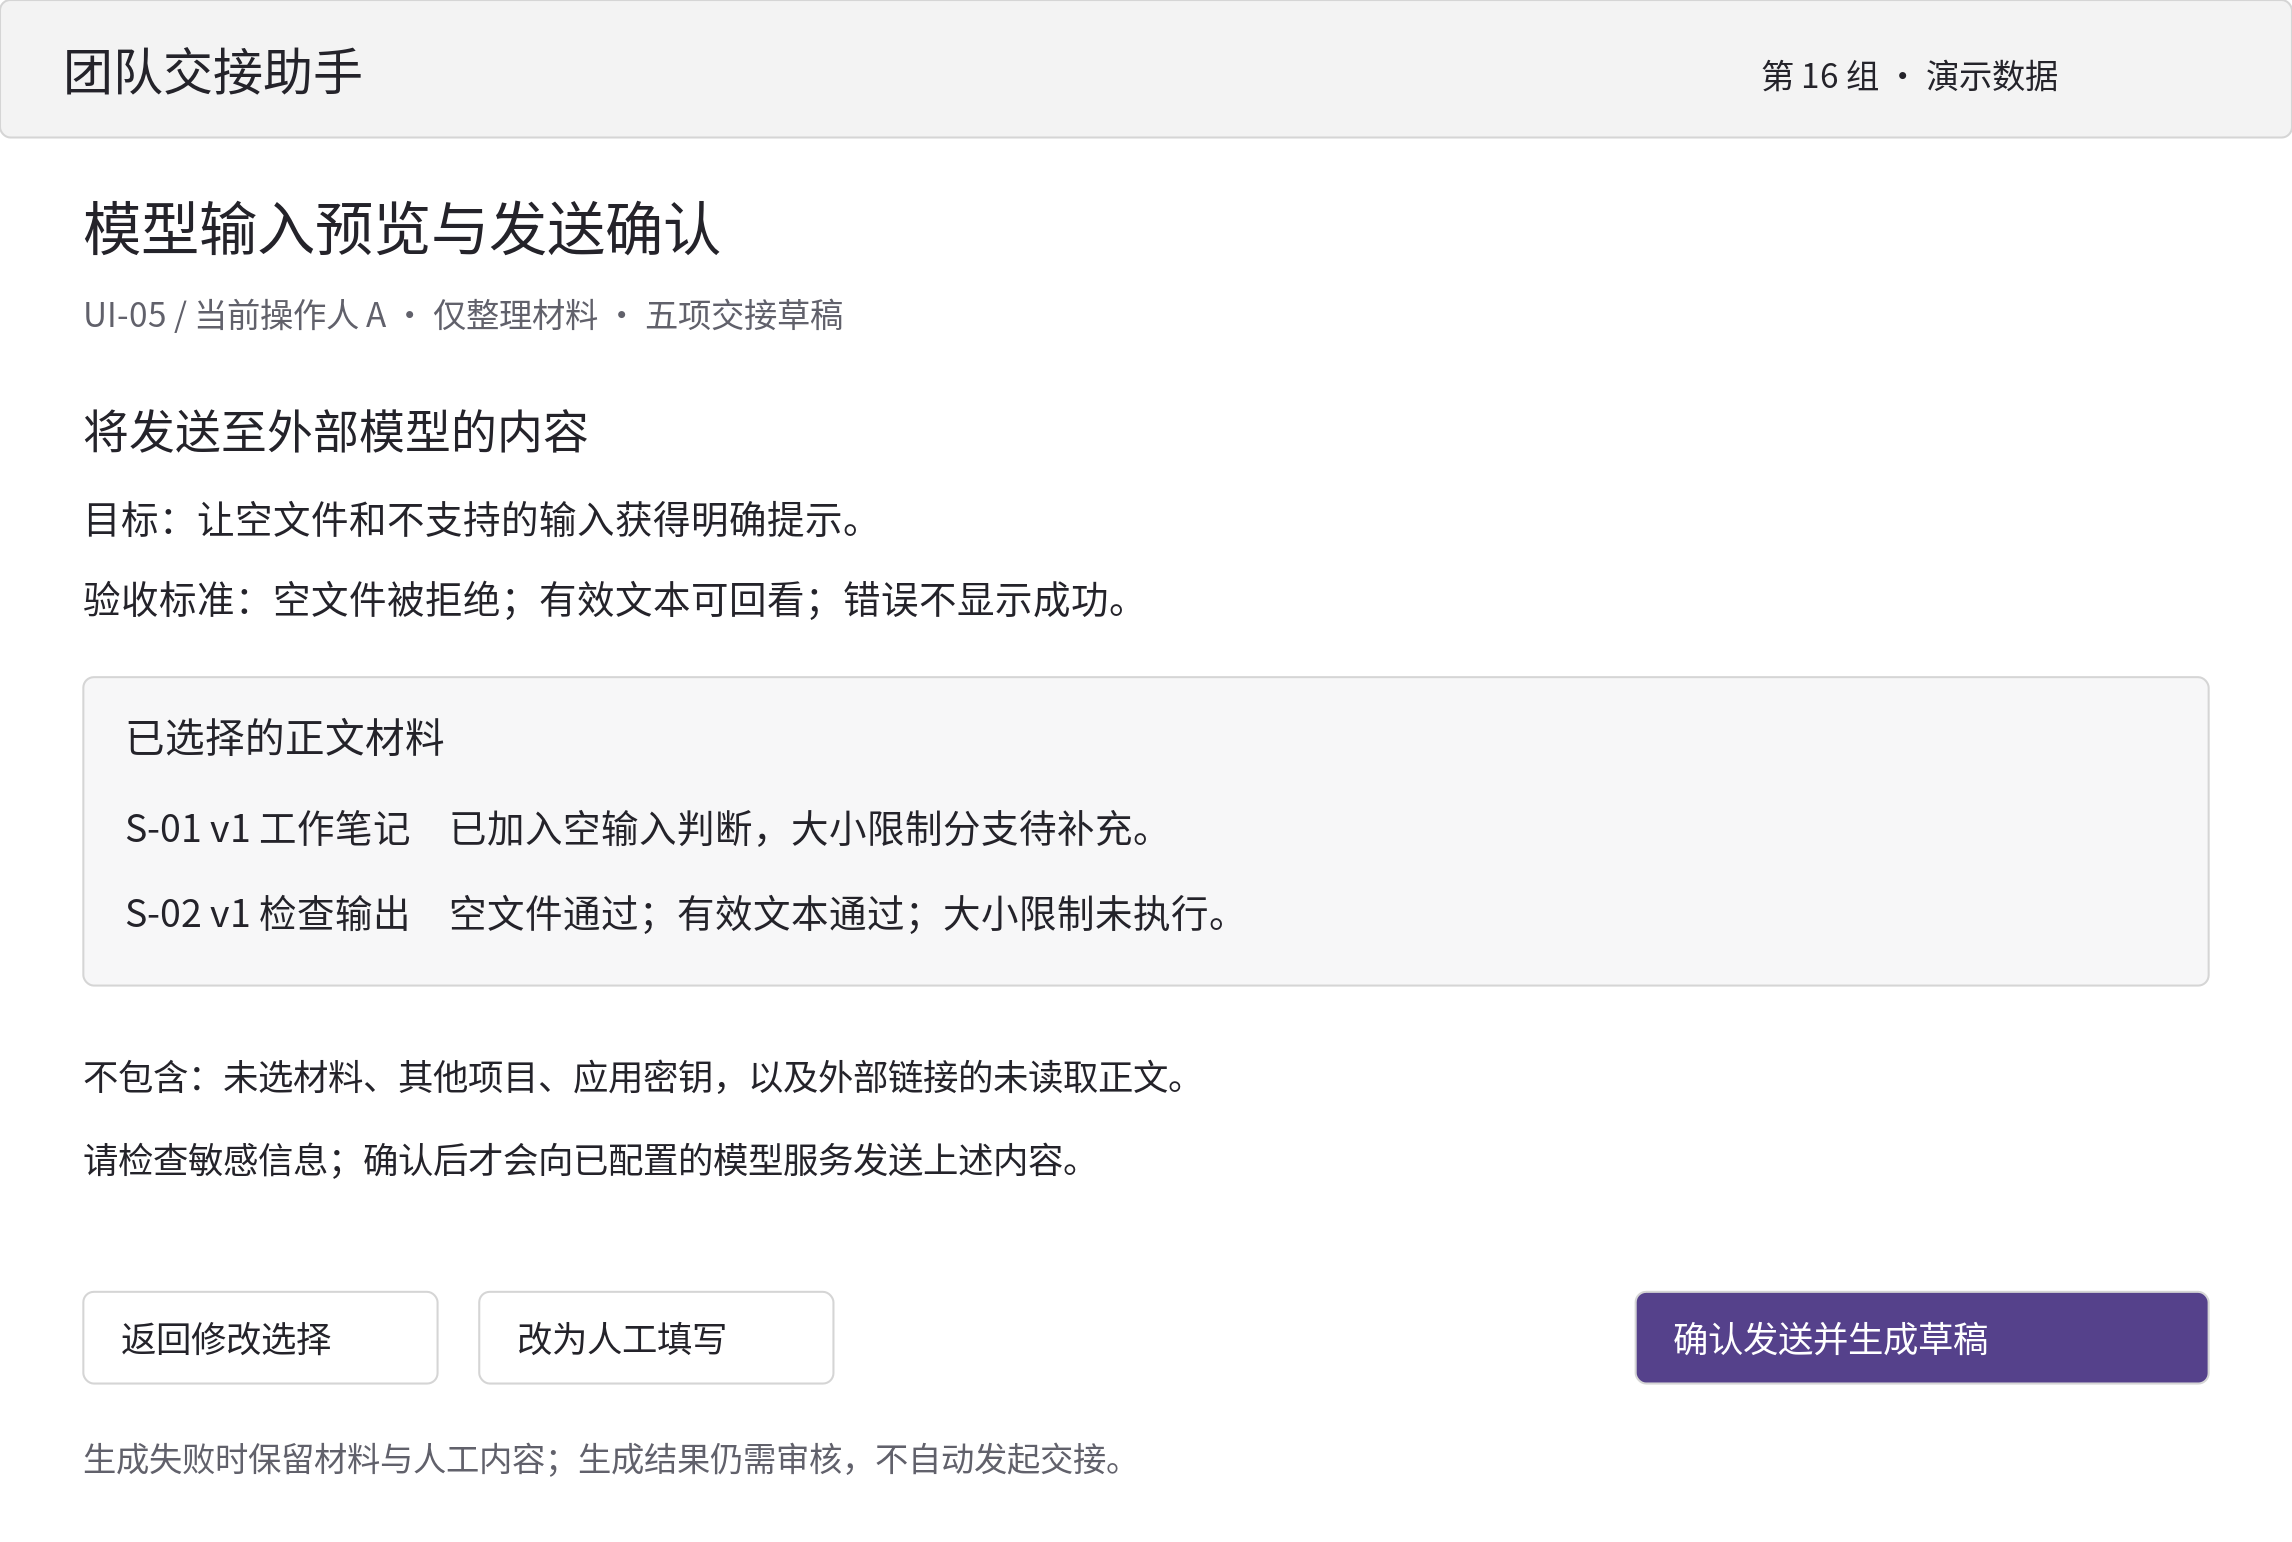 团队交接助手
第 16 组 · 演示数据
模型输入预览与发送确认
UI-05 / 当前操作人 A · 仅整理材料 · 五项交接草稿
将发送至外部模型的内容
目标：让空文件和不支持的输入获得明确提示。
验收标准：空文件被拒绝；有效文本可回看；错误不显示成功。
已选择的正文材料
S-01 v1 工作笔记 已加入空输入判断，大小限制分支待补充。
S-02 v1 检查输出 空文件通过；有效文本通过；大小限制未执行。
不包含：未选材料、其他项目、应用密钥，以及外部链接的未读取正文。
请检查敏感信息；确认后才会向已配置的模型服务发送上述内容。
返回修改选择
改为人工填写
确认发送并生成草稿
生成失败时保留材料与人工内容；生成结果仍需审核，不自动发起交接。